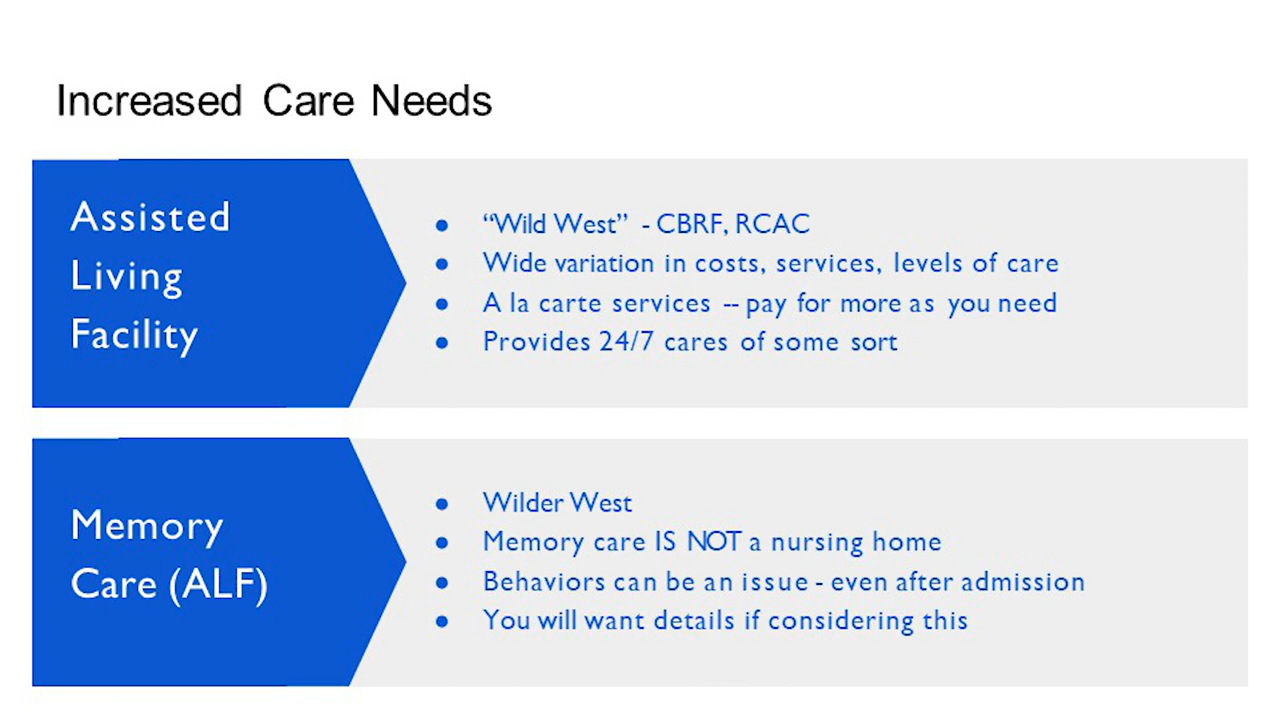 Increased Care Needs
Assisted
Living
Facility
● “Wild West” - CBRF, RCAC
● Wide variation in costs, services, levels of care
● A la carte services -- pay for more as you need
● Provides 24/7 cares of some sort
Memory
Care (ALF)
● Wilder West
● Memory care IS NOT a nursing home
● Behaviors can be an issue - even after admission
● You will want details if considering this